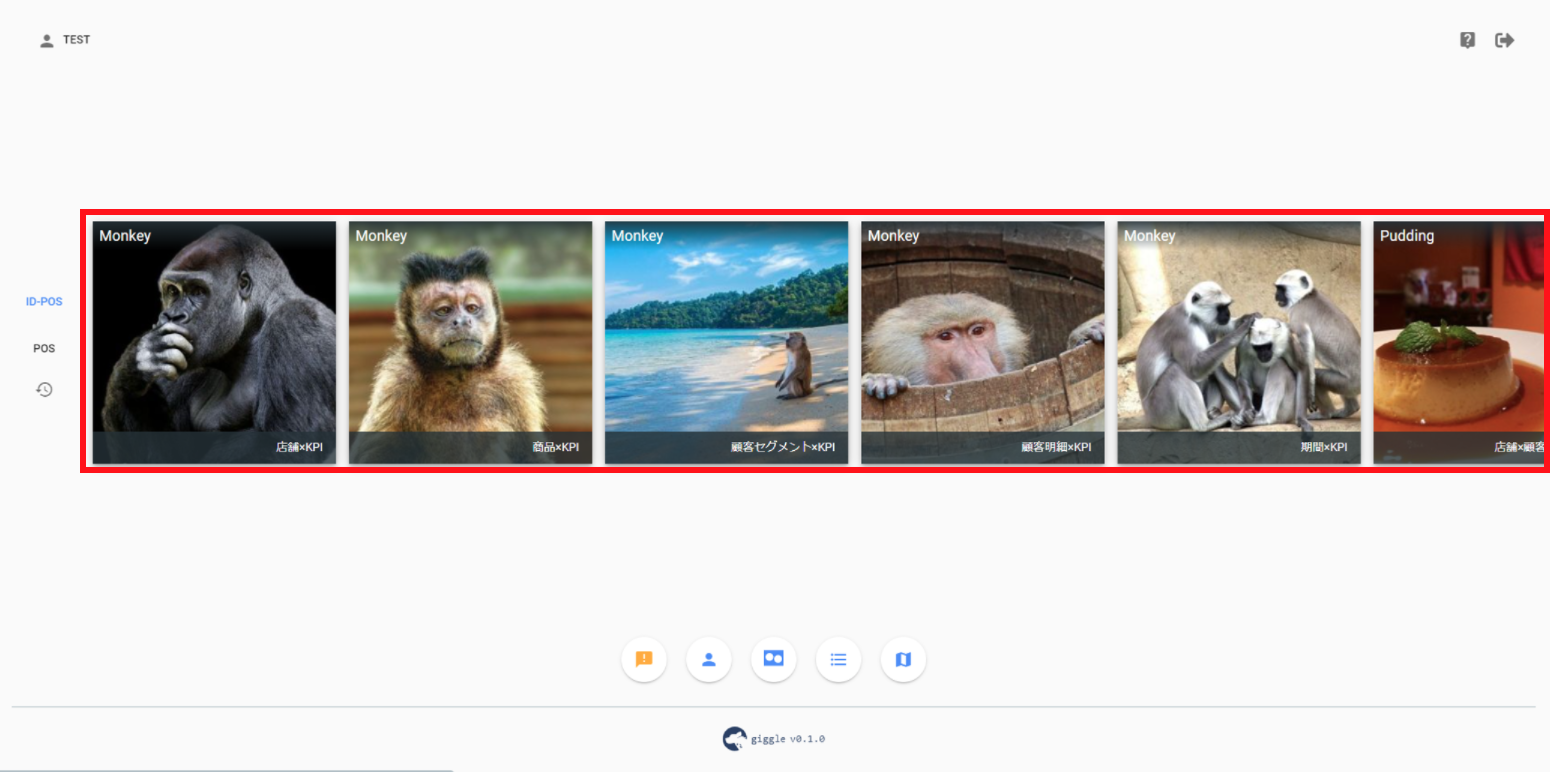 TEST
ID-POS
POS
Monkey
店舗×KPI
Monkey
商品×KPI
Monkey
顧客セグメント×KPI
Monkey
顧客明細×KPI
Monkey
期間×KPI
Pudding
店舗×顧客
giggle v0.1.0